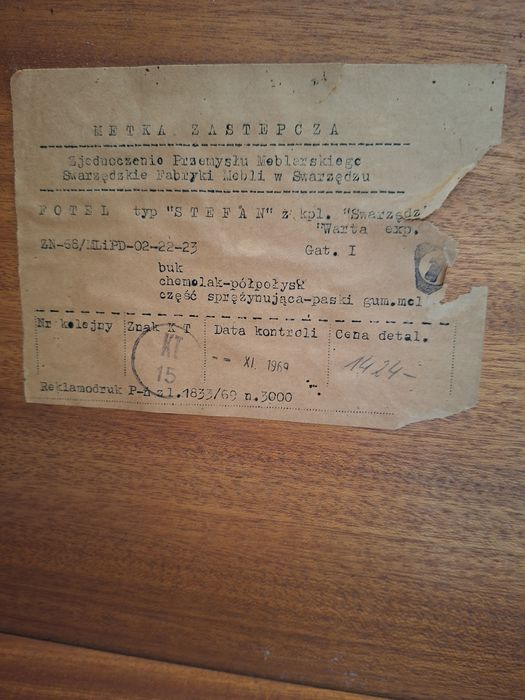 METKA ZASTĘPCZA
Zjednoczenie Przemysłu Meblarskiego
Swarzędzkie Fabryki Mebli w Swarzędzu
FOTEL typ "STEFAN" z kpl. "Swarzędz"
"Warta exp.
ZN-68/MLiPD-02-22-23 Gat. I
buk
chemolak-półpołysk
część sprężynująca-paski gum.mel
Nr kolejny Znak K T Data kontroli Cena detal.
KT
15
-- XI. 1969
1424-
Reklamodruk P-ń zl.1833/69 n.3000